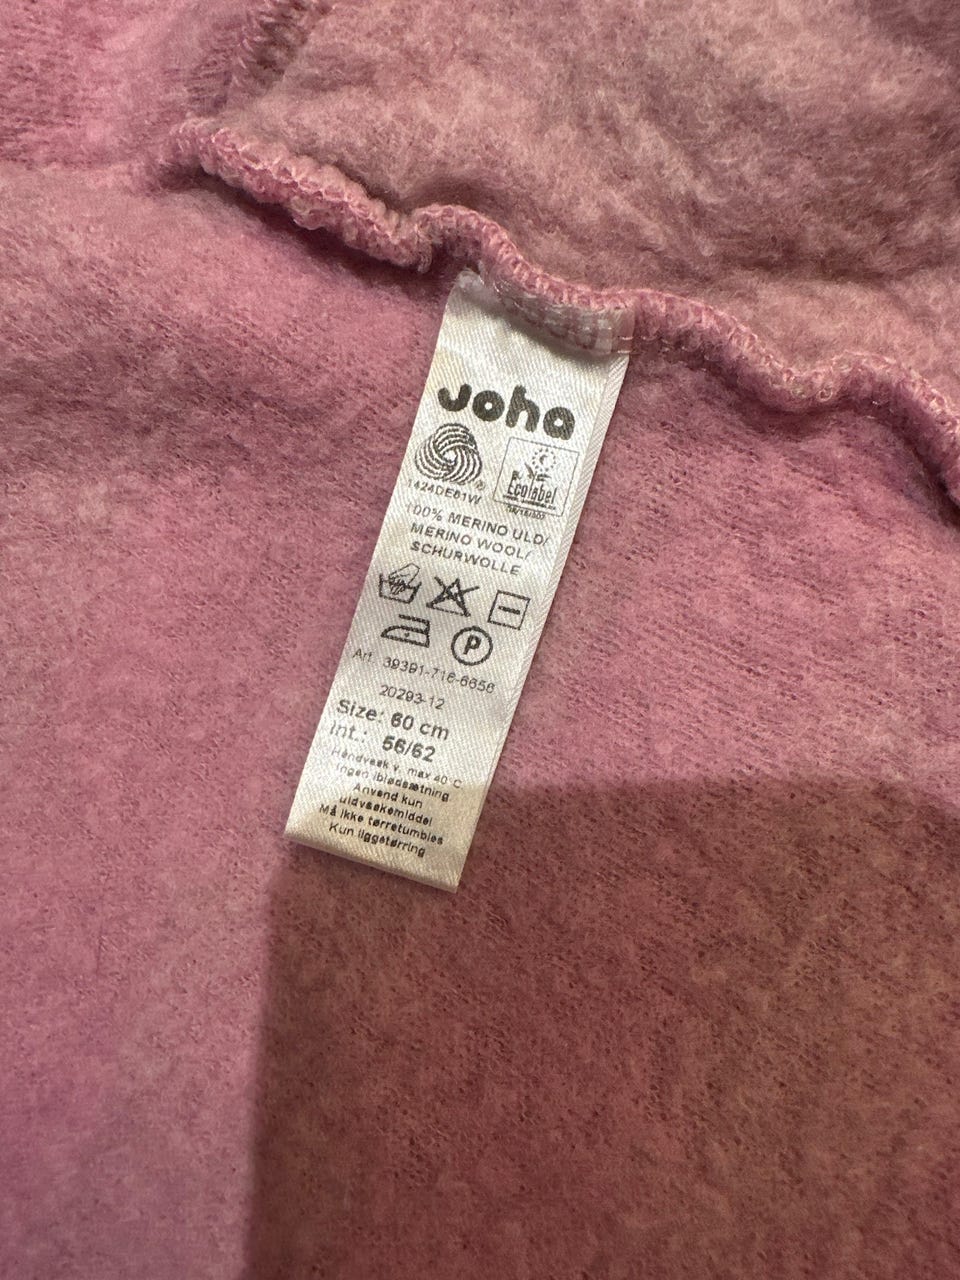 Joha
1424DE81W
Ecolabel
100% MERINO ULD/
MERINO WOOL/
SCHURWOLLE
P
Art. 39391-716-6656
20293-12
Size: 60 cm
Int.: 56/62
Håndvask v. max 40°C
Ingen iblødsætning
Anvend kun
uldvaskemiddel
Må ikke tørretumbles
Kun liggetørring